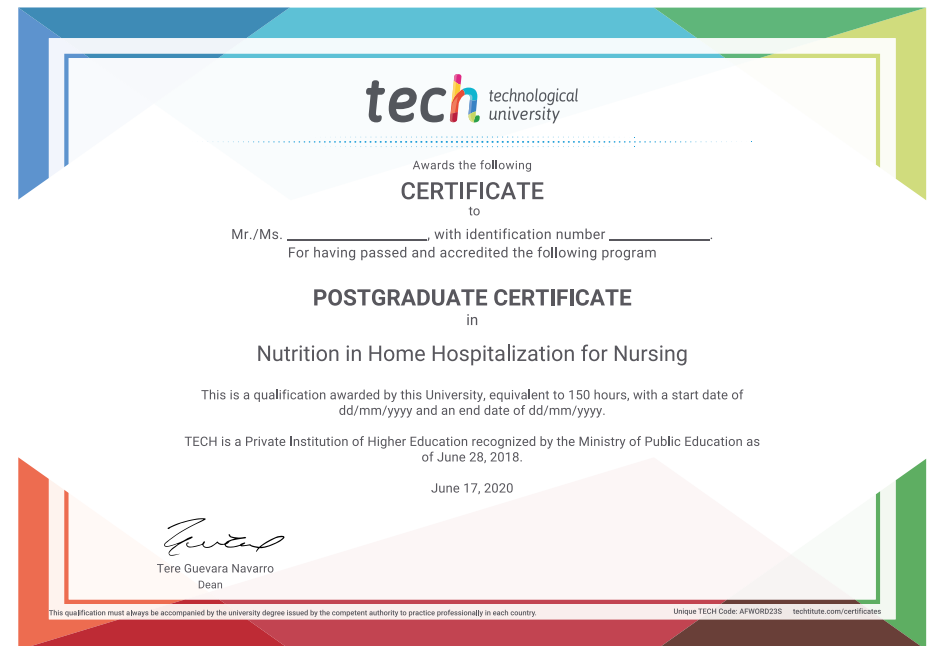 tech technological
university
Awards the following
CERTIFICATE
to
Mr./Ms. ____________________, with identification number ______________.
For having passed and accredited the following program
POSTGRADUATE CERTIFICATE
in
Nutrition in Home Hospitalization for Nursing
This is a qualification awarded by this University, equivalent to 150 hours, with a start date of
dd/mm/yyyy and an end date of dd/mm/yyyy.
TECH is a Private Institution of Higher Education recognized by the Ministry of Public Education as
of June 28, 2018.
June 17, 2020
Tere Guevara Navarro
Dean
This qualification must always be accompanied by the university degree issued by the competent authority to practice professionally in each country.
Unique TECH Code: AFWORD23S techtitute.com/certificates